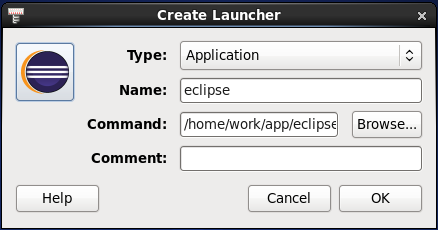 Create Launcher
Type: Application
Name: eclipse
Command: /home/work/app/eclipse Browse...
Comment:
Help Cancel OK